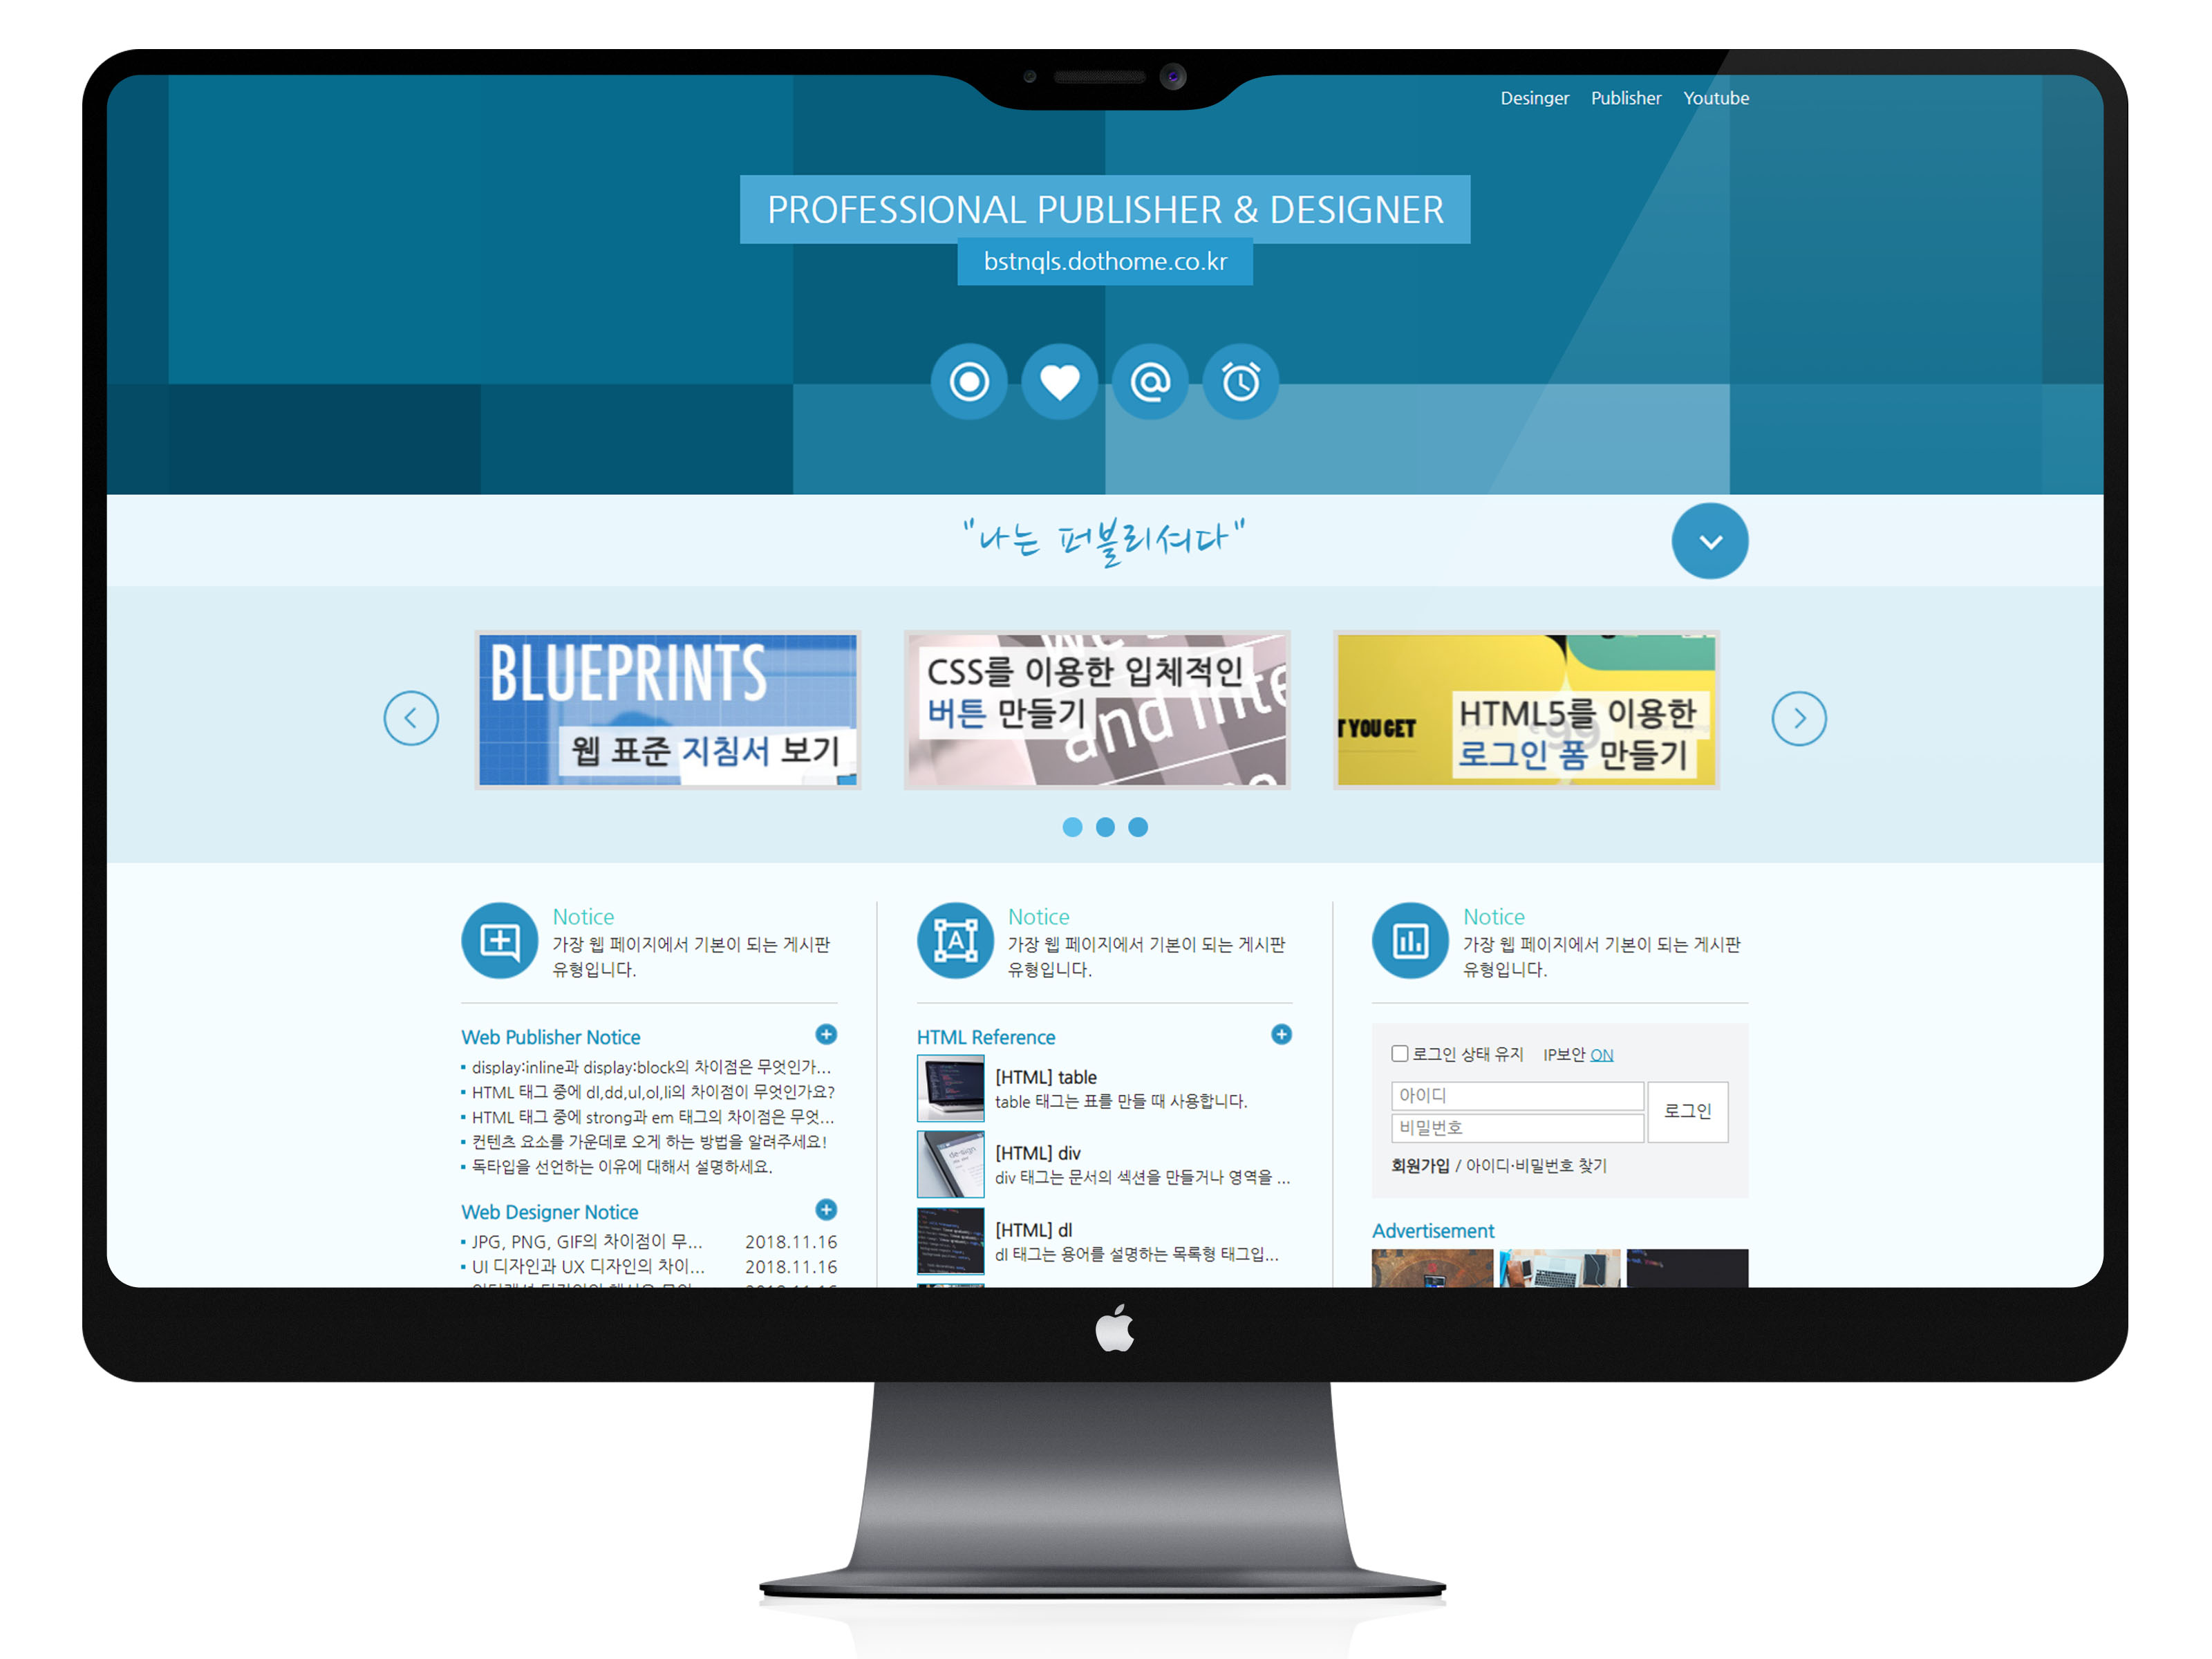 Desinger Publisher Youtube
PROFESSIONAL PUBLISHER & DESIGNER
bstnqls.dothome.co.kr
"나는 퍼블리셔다"
BLUEPRINTS
웹 표준 지침서 보기
CSS를 이용한 입체적인
버튼 만들기
and inte
T YOU GET
HTML5를 이용한
로그인 폼 만들기
Notice
가장 웹 페이지에서 기본이 되는 게시판
유형입니다.
Web Publisher Notice
display:inline과 display:block의 차이점은 무엇인가...
HTML 태그 중에 dl,dd,ul,ol,li의 차이점이 무엇인가요?
HTML 태그 중에 strong과 em 태그의 차이점은 무엇...
컨텐츠 요소를 가운데로 오게 하는 방법을 알려주세요!
독타입을 선언하는 이유에 대해서 설명하세요.
Web Designer Notice
JPG, PNG, GIF의 차이점이 무... 2018.11.16
UI 디자인과 UX 디자인의 차이... 2018.11.16
Notice
가장 웹 페이지에서 기본이 되는 게시판
유형입니다.
HTML Reference
[HTML] table
table 태그는 표를 만들 때 사용합니다.
[HTML] div
div 태그는 문서의 섹션을 만들거나 영역을 ...
[HTML] dl
dl 태그는 용어를 설명하는 목록형 태그입...
Notice
가장 웹 페이지에서 기본이 되는 게시판
유형입니다.
로그인 상태 유지 IP보안 ON
아이디
비밀번호
로그인
회원가입 / 아이디·비밀번호 찾기
Advertisement